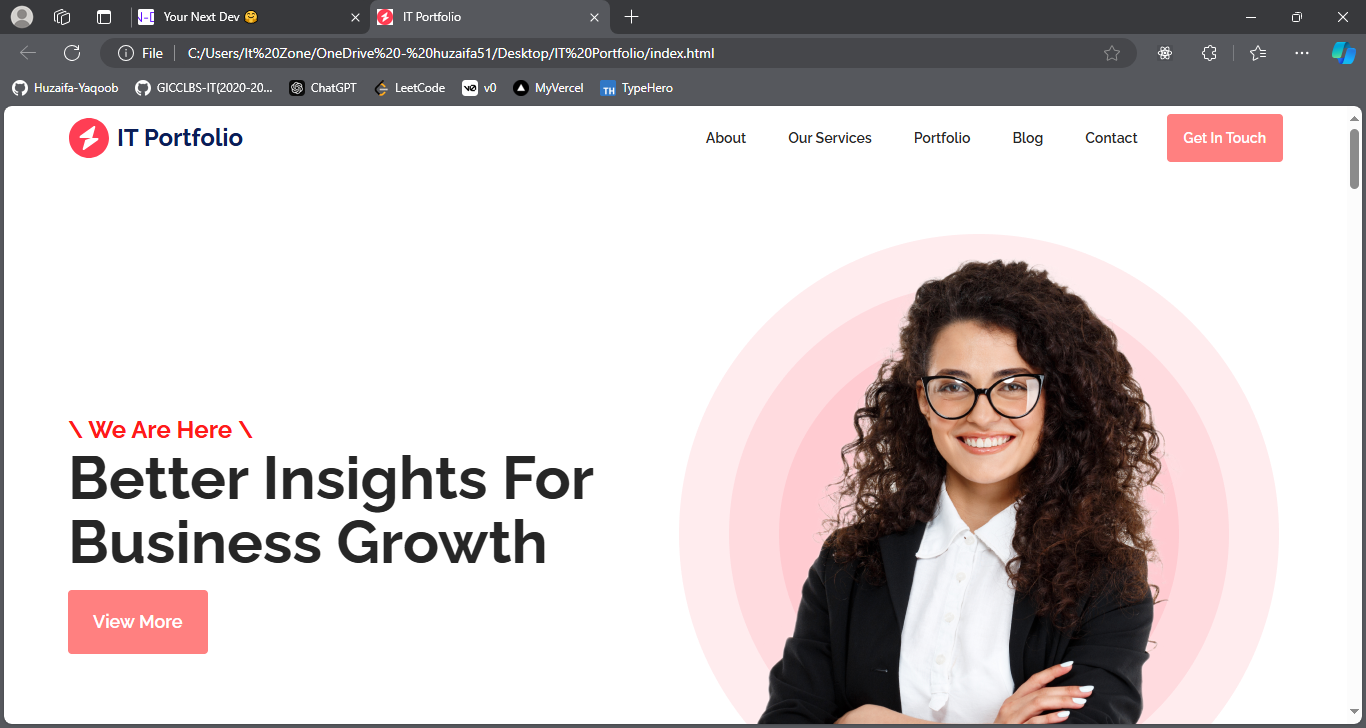 Your Next Dev 🤗
IT Portfolio
File
C:/Users/It%20Zone/OneDrive%20-%20huzaifa51/Desktop/IT%20Portfolio/index.html
Huzaifa-Yaqoob
GICCLBS-IT(2020-20...
ChatGPT
LeetCode
v0
MyVercel
TH
TypeHero
IT Portfolio
About
Our Services
Portfolio
Blog
Contact
Get In Touch
\ We Are Here \
Better Insights For
Business Growth
View More